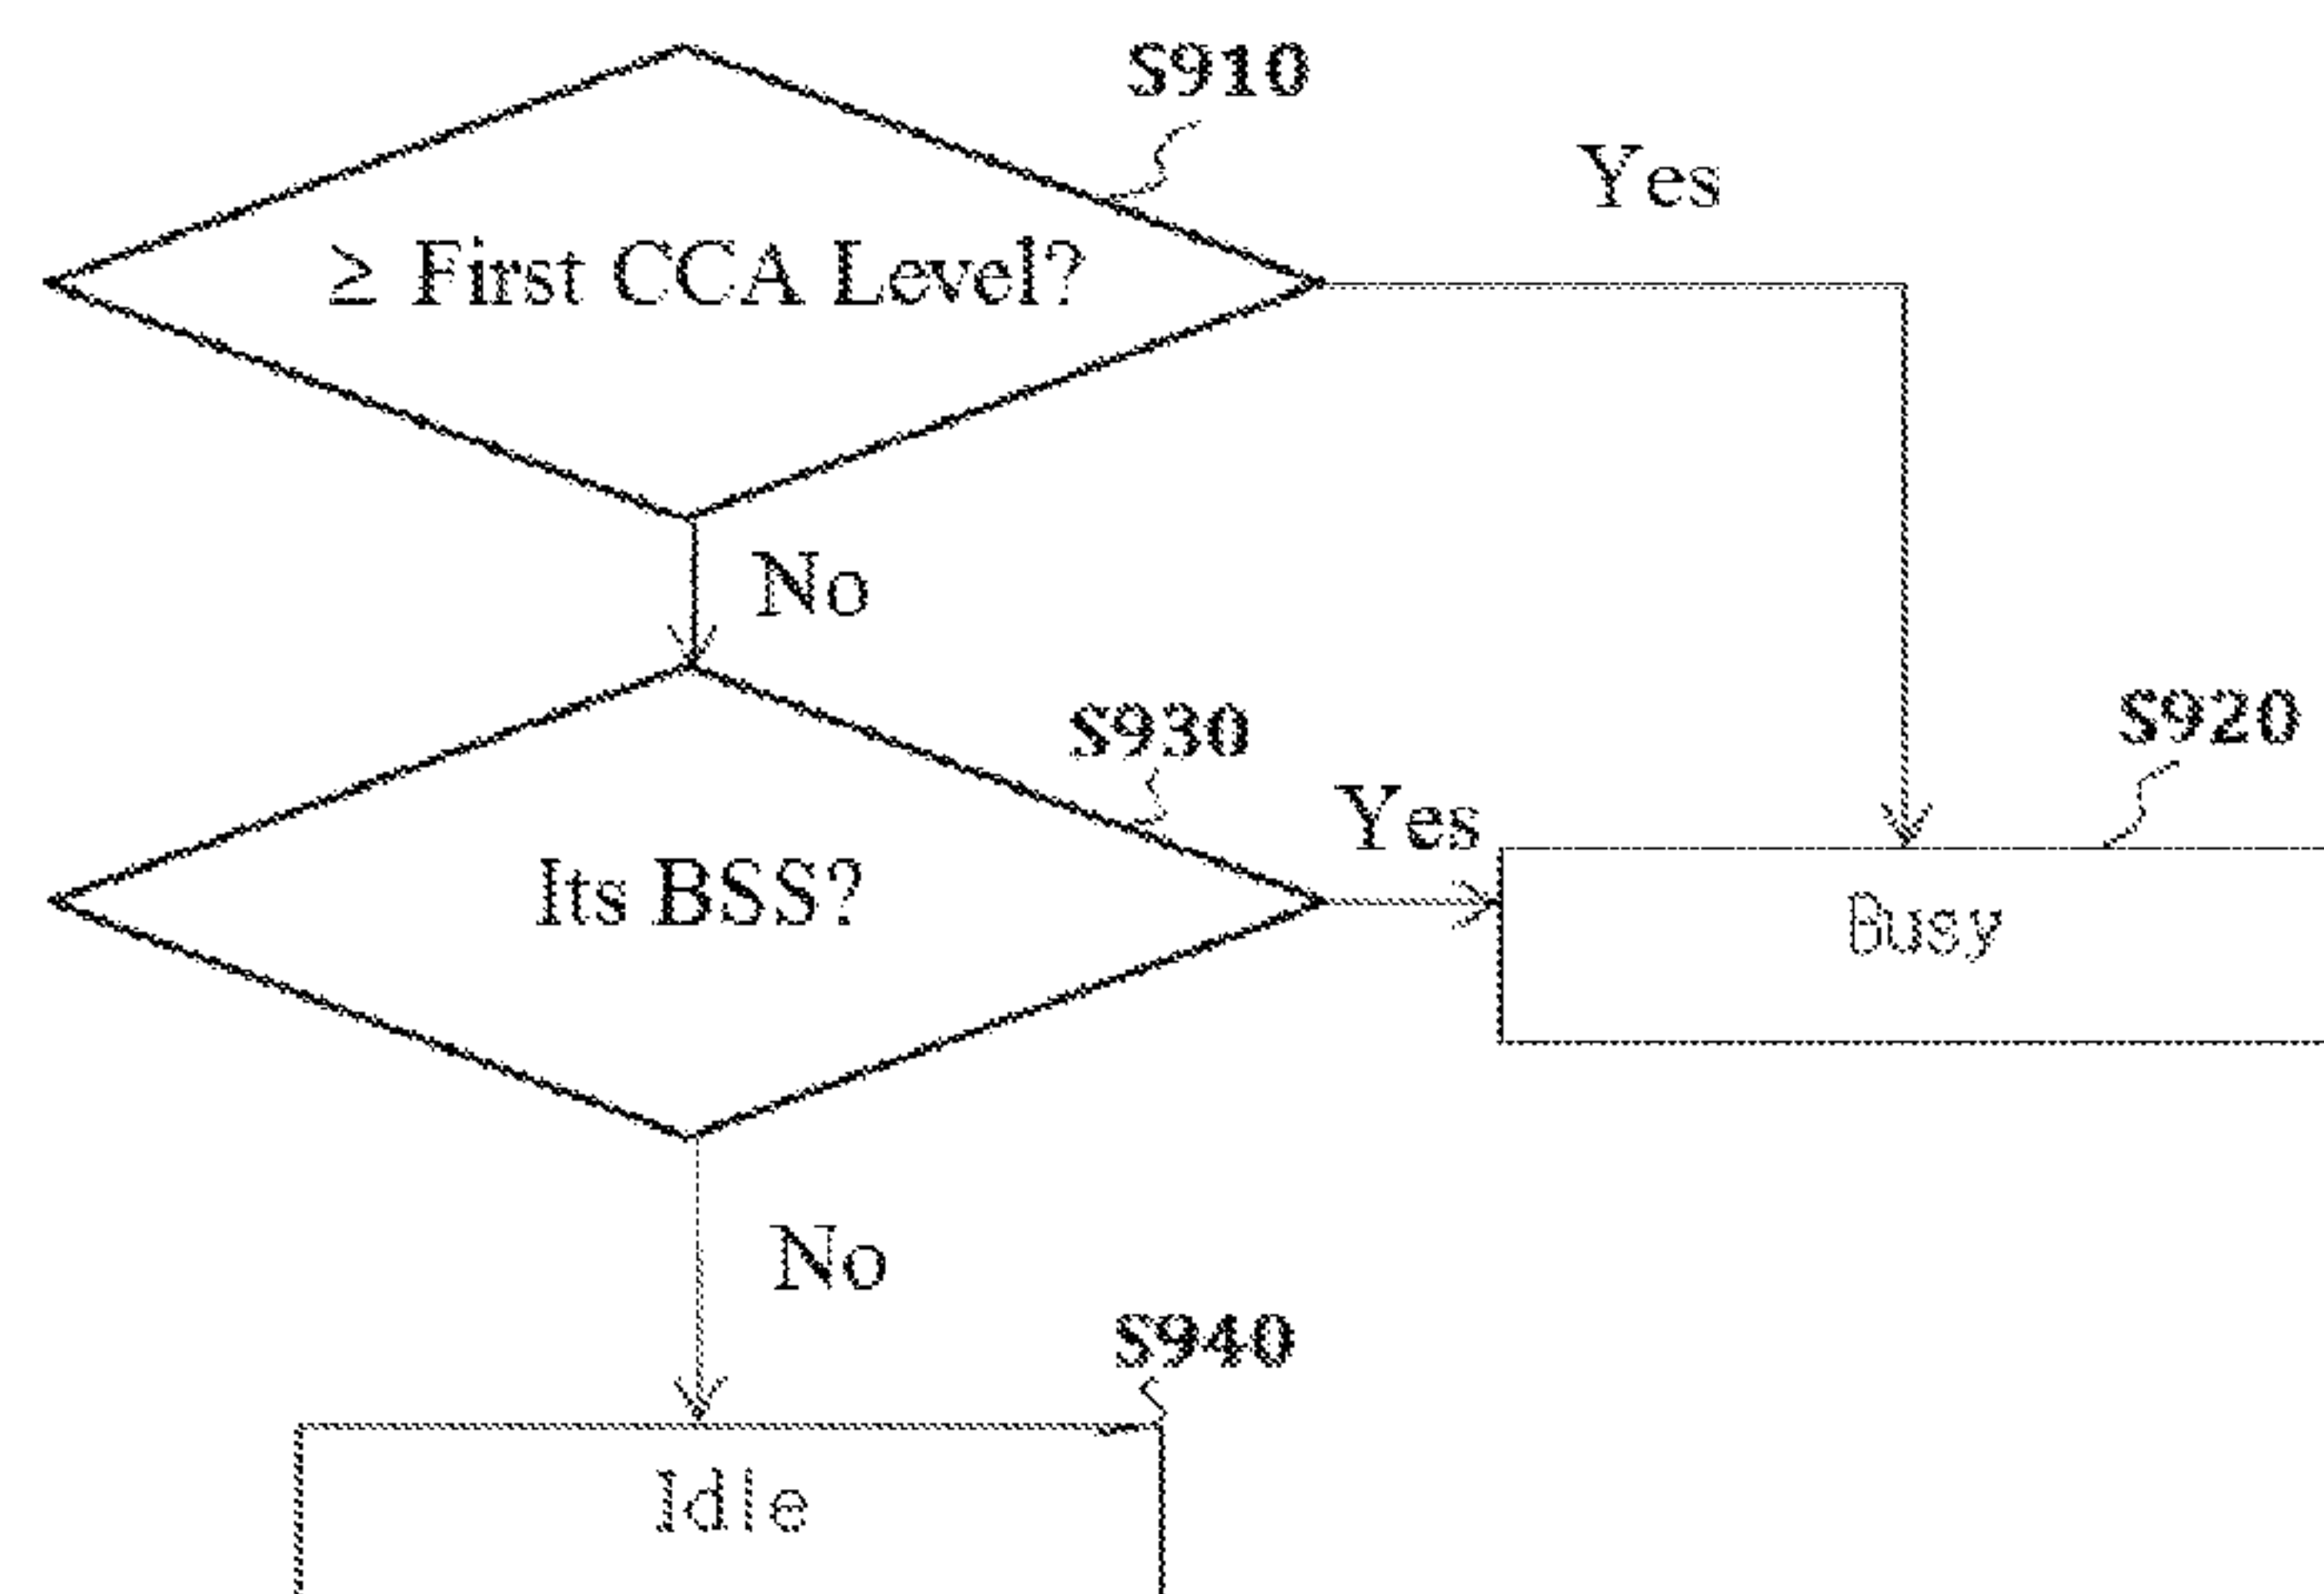 S910
Yes
≥ First CCA Level?
No
S930
S920
Yes
Its BSS?
Busy
No
S940
Idle